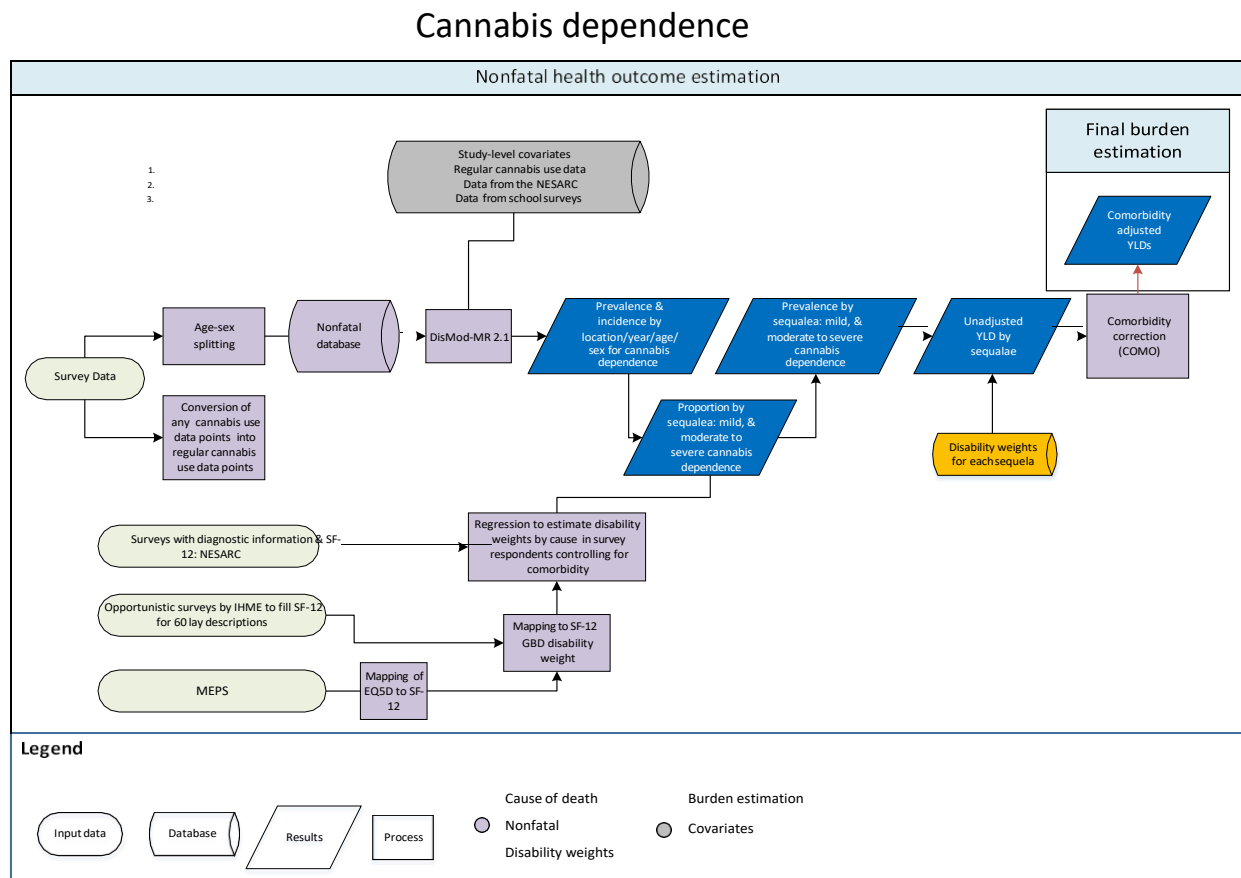 Cannabis dependence
Nonfatal health outcome estimation
Final burden
estimation
Study-level covariates
Regular cannabis use data
Data from the NESARC
Data from school surveys
1.
2.
3.
Comorbidity
adjusted
YLDs
Survey Data
Age-sex
splitting
Nonfatal
database
DisMod-MR 2.1
Prevalence &
incidence by
location/year/age/
sex for cannabis
dependence
Prevalence by
sequalea: mild, &
moderate to severe
cannabis
dependence
Unadjusted
YLD by
sequalae
Comorbidity
correction
(COMO)
Conversion of
any cannabis use
data points into
regular cannabis
use data points
Proportion by
sequalea: mild, &
moderate to
severe cannabis
dependence
Disability weights
for each sequela
Surveys with diagnostic information & SF-
12: NESARC
Regression to estimate disability
weights by cause in survey
respondents controlling for
comorbidity
Opportunistic surveys by IHME to fill SF-12
for 60 lay descriptions
Mapping to SF-12
GBD disability
weight
MEPS
Mapping of
EQ5D to SF-
12
Legend
Input data
Database
Results
Process
Cause of death
Nonfatal
Disability weights
Burden estimation
Covariates